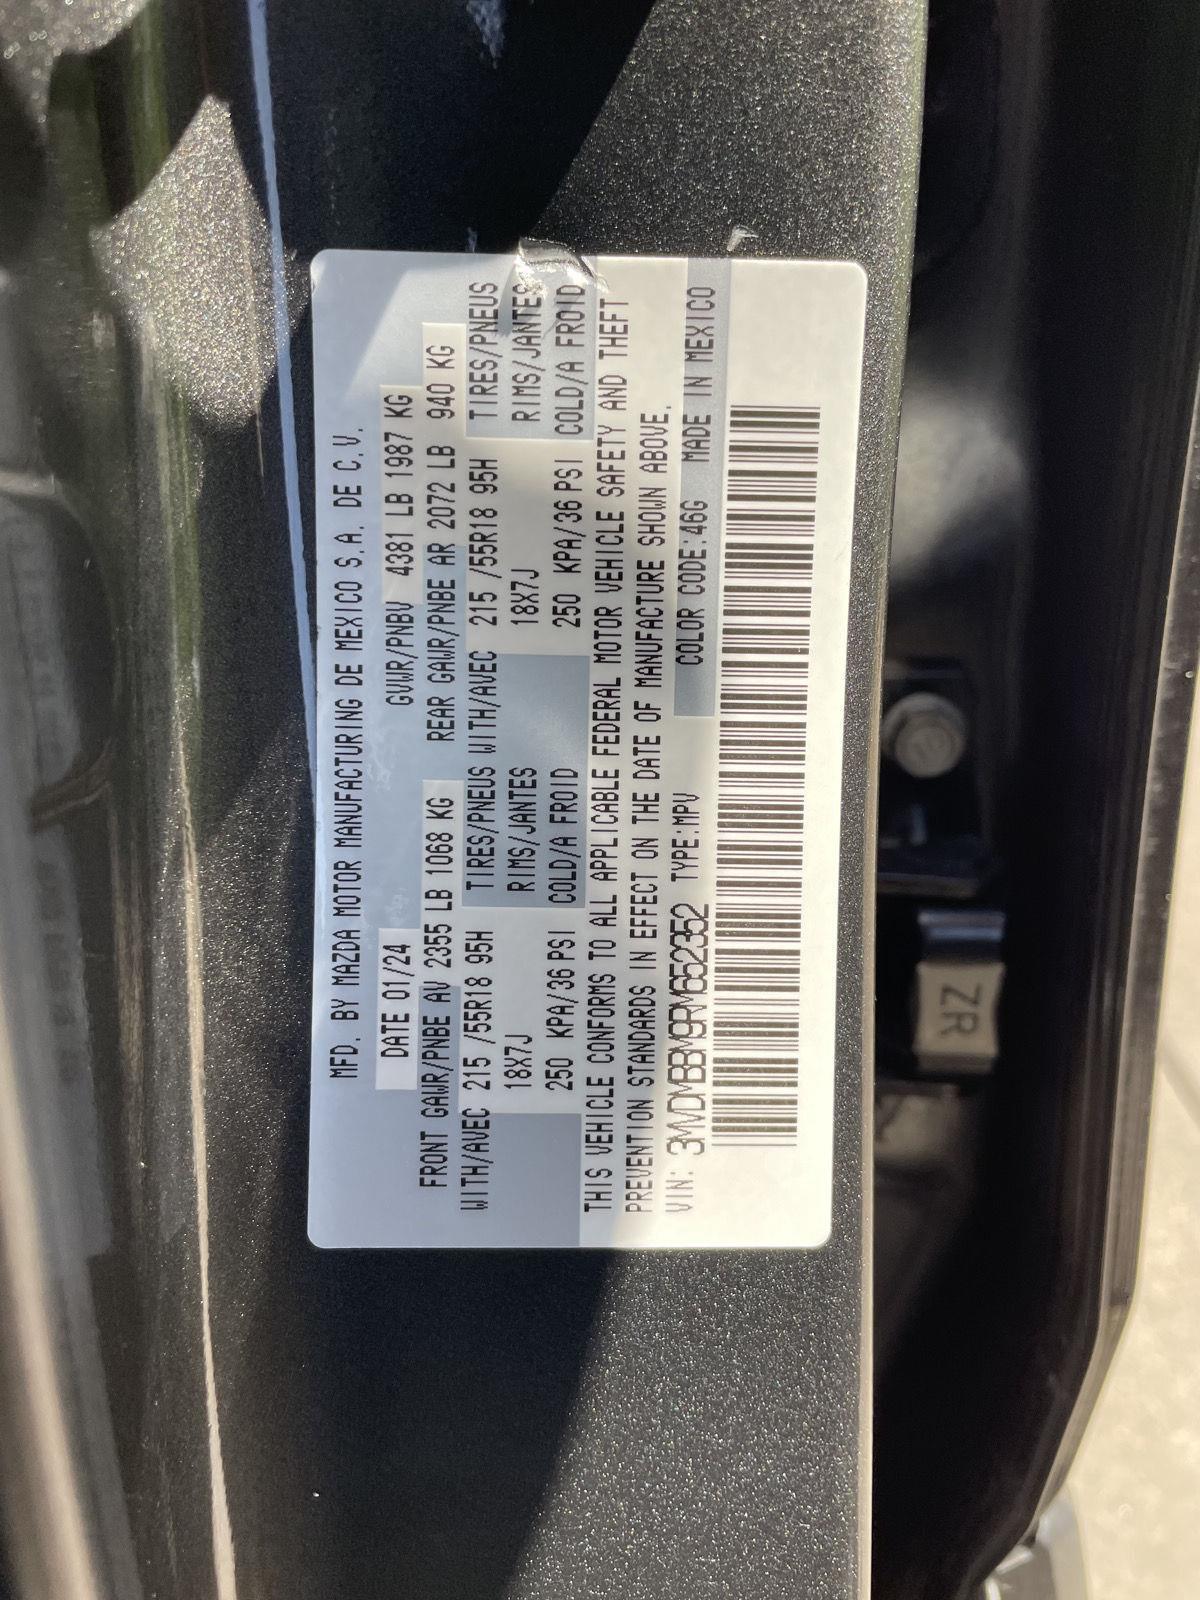 MFD. BY MAZDA MOTOR MANUFACTURING DE MEXICO S.A. DE C.V.
DATE 01/24 GVWR/PNBV 4381 LB 1987 KG
FRONT GAWR/PNBE AV 2355 LB 1068 KG REAR GAWR/PNBE AR 2072 LB 940 KG
WITH/AVEC 215 /55R18 95H TIRES/PNEUS WITH/AVEC 215 /55R18 95H TIRES/PNEUS
18X7J RIMS/JANTES 18X7J RIMS/JANTES
250 KPA/36 PSI COLD/A FROID 250 KPA/36 PSI COLD/A FROID
THIS VEHICLE CONFORMS TO ALL APPLICABLE FEDERAL MOTOR VEHICLE SAFETY AND THEFT
PREVENTION STANDARDS IN EFFECT ON THE DATE OF MANUFACTURE SHOWN ABOVE.
VIN: 3MVDMBBM9RM652352 TYPE:MPV COLOR CODE:46G MADE IN MEXICO
ZR